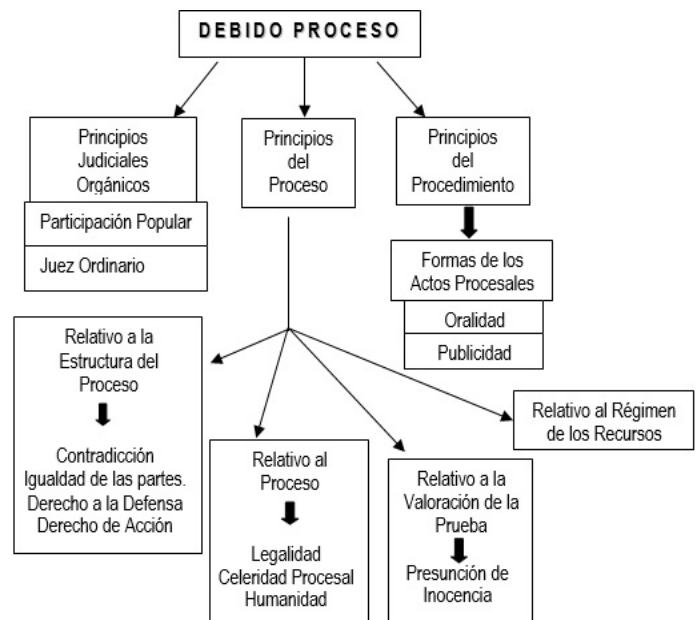 DEBIDO PROCESO
Principios
Judiciales
Orgánicos
Participación Popular
Juez Ordinario
Principios
del
Proceso
Principios
del
Procedimiento
Formas de los
Actos Procesales
Oralidad
Publicidad
Relativo a la
Estructura del
Proceso
Contradicción
Igualdad de las partes.
Derecho a la Defensa
Derecho de Acción
Relativo al
Proceso
Legalidad
Celeridad Procesal
Humanidad
Relativo a la
Valoración de la
Prueba
Presunción de
Inocencia
Relativo al Régimen
de los Recursos